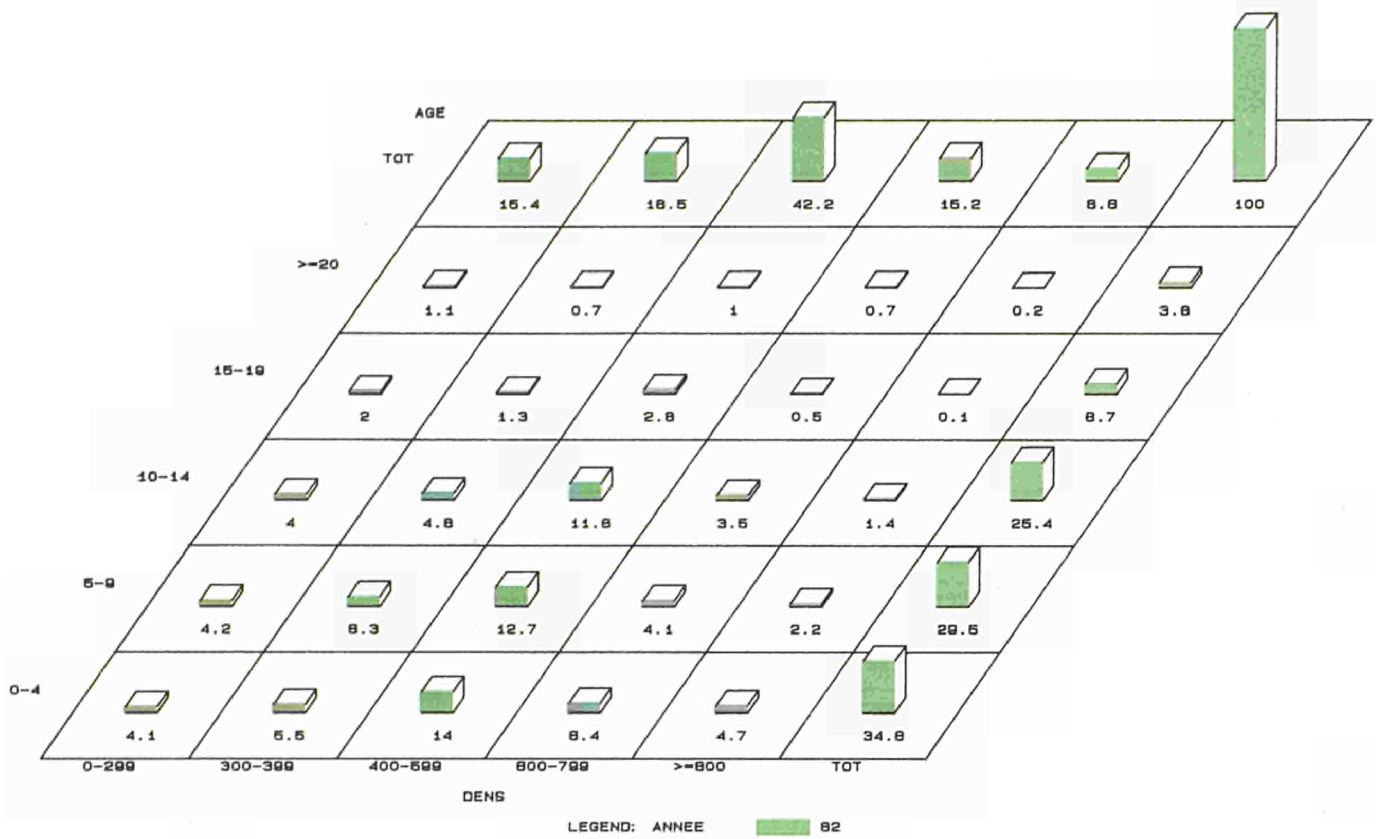 AGE
TOT
15.4 18.5 42.2 15.2 8.6 100
>=20
1.1 0.7 1 0.7 0.2 3.6
15-19
2 1.3 2.8 0.5 0.1 6.7
10-14
4 4.8 11.6 3.5 1.4 25.4
5-9
4.2 6.3 12.7 4.1 2.2 29.5
0-4
4.1 5.5 14 6.4 4.7 34.8
0-299 300-399 400-599 600-799 >=800 TOT
DENS
LEGEND: ANNEE 82